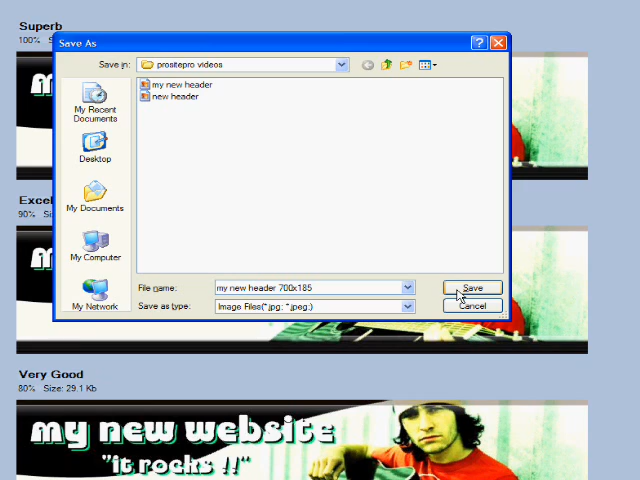 Superb
100% S
Save As
Save in: prositepro videos
my new header
new header
My Recent
Documents
Desktop
My Documents
My Computer
My Network
File name: my new header 700x185 Save
Save as type: Image Files(*.jpg; *.jpeg;) Cancel
Excel
90% Si
Very Good
80% Size: 29.1 Kb
my new website
"it rocks !!"